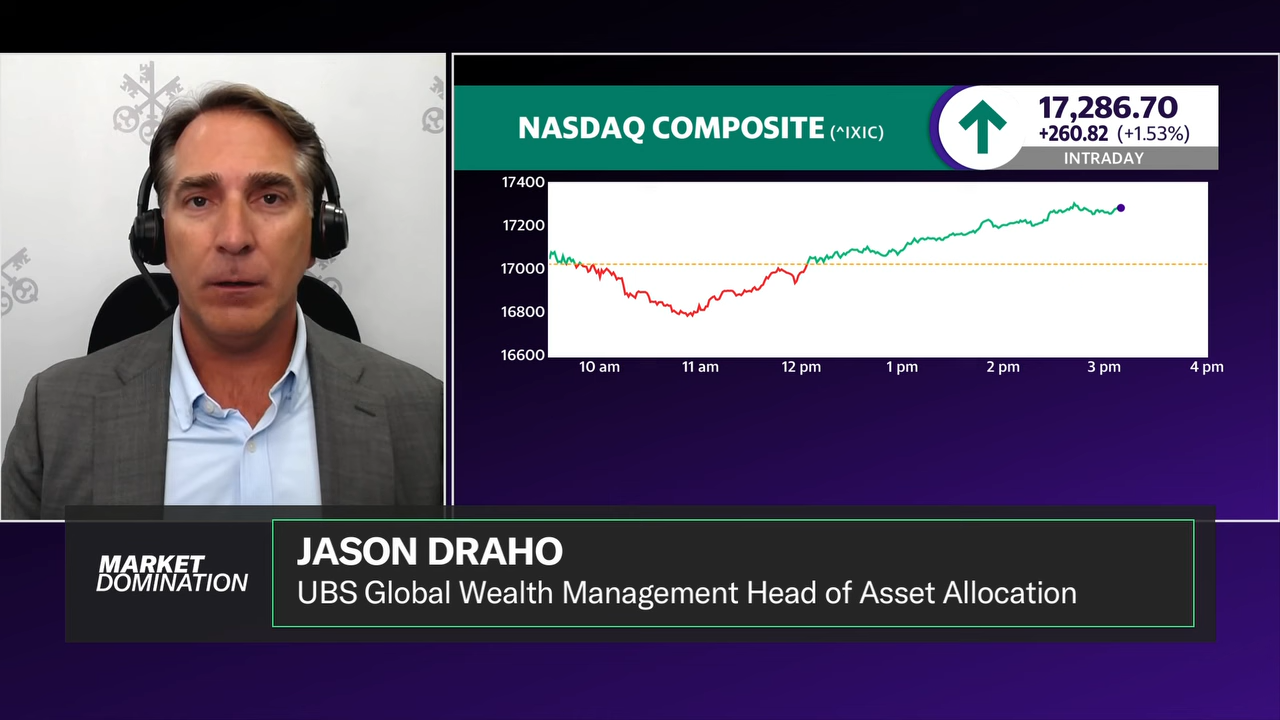 NASDAQ COMPOSITE (^IXIC)
17,286.70
+260.82 (+1.53%)
INTRADAY
17400
17200
17000
16800
16600
10 am 11 am 12 pm 1 pm 2 pm 3 pm 4 pm
MARKET
DOMINATION
JASON DRAHO
UBS Global Wealth Management Head of Asset Allocation